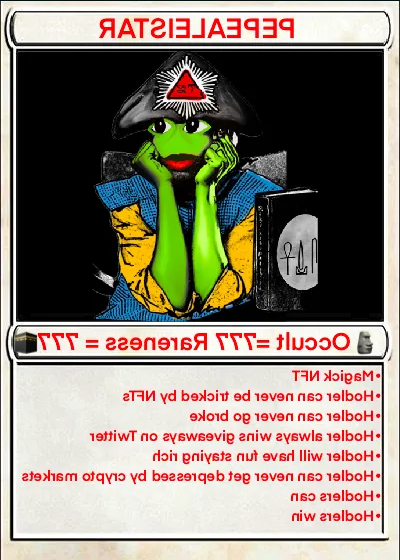 PEPEALEISTAR
🗿 Occult =777 Rareness = 777🕋
•Magick NFT
•Hodler can never be tricked by NFTs
•Hodler can never go broke
•Hodler always wins giveaways on Twitter
•Hodler will have fun staying rich
•Hodler can never get depressed by crypto markets
•Hodlers can
•Hodlers win